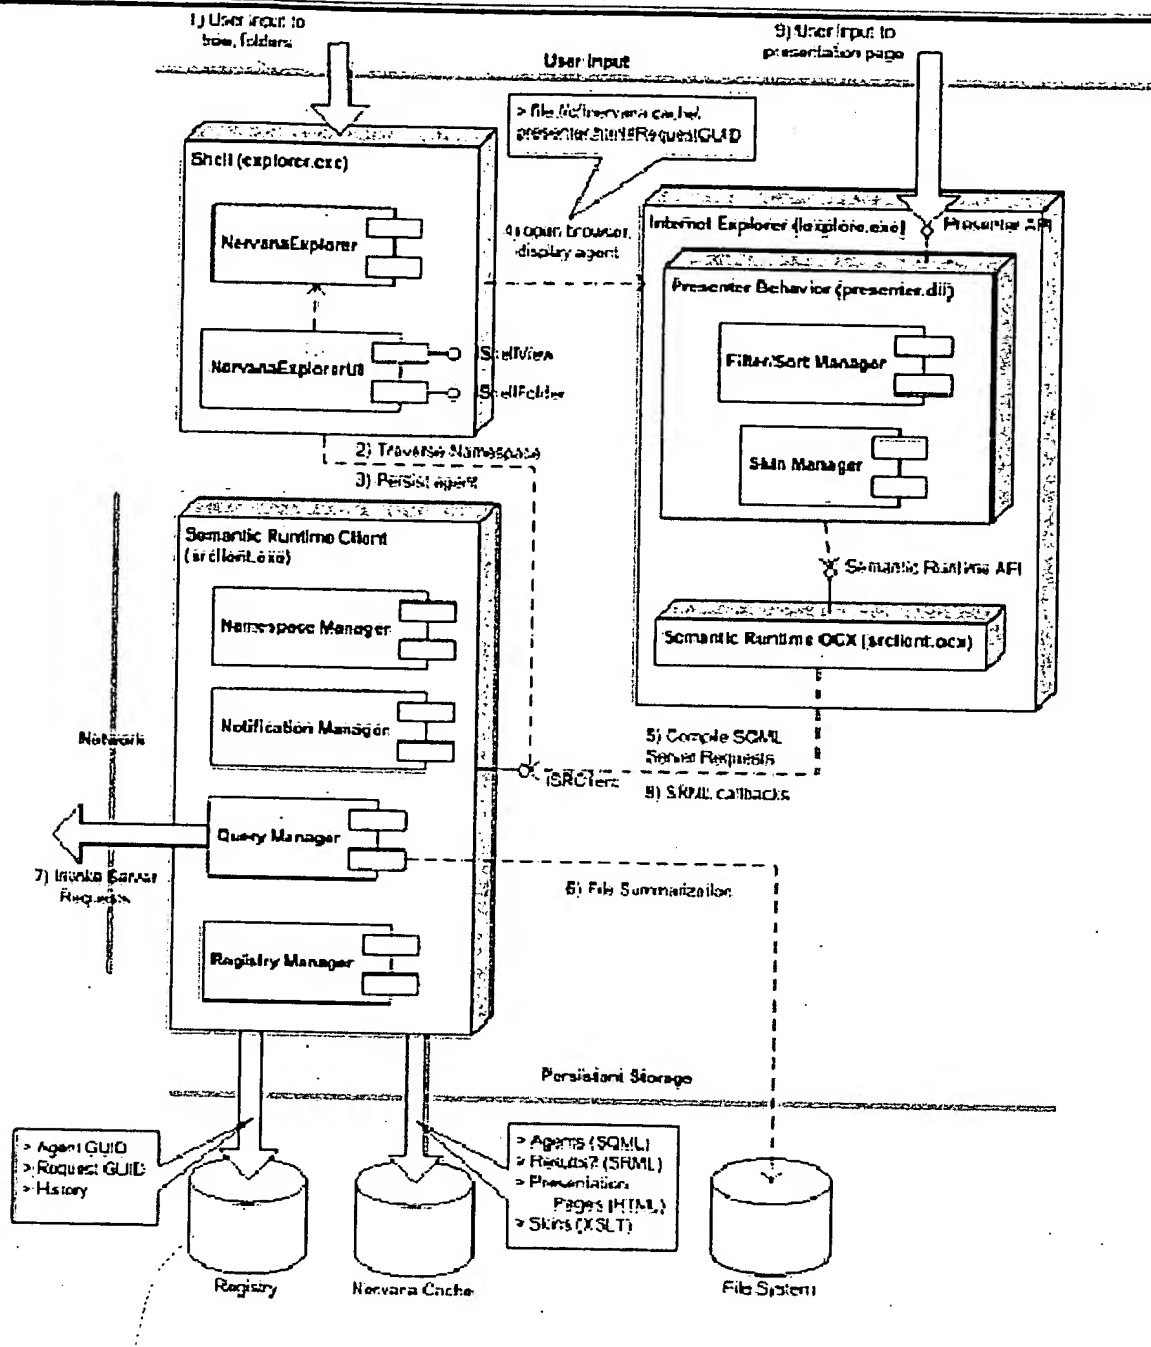 1) User input to
tree, folders
9) User input to
presentation page
User Input
> file://c:\nervana cache\
presenter.html#RequestGUID
Shell (explorer.exe)
NervanaExplorer
NervanaExplorerUI
IShellView
IShellFolder
4) open browser,
display agent
Internet Explorer (iexplore.exe)
Presenter API
Presenter Behavior (presenter.dll)
Filter/Sort Manager
Skin Manager
2) Traverse Namespace
3) Persist agent
Semantic Runtime Client
(srclient.exe)
Semantic Runtime API
Semantic Runtime OCX (srclient.ocx)
Namespace Manager
Notification Manager
Network
5) Compile SQML
Server Requests
ISRClient
8) SRML callbacks
Query Manager
7) Invoke Server
Requests
6) File Summarization
Registry Manager
Persistent Storage
> Agent GUID
> Request GUID
> History
> Agents (SQML)
> Results? (SRML)
> Presentation
Pages (HTML)
> Skins (XSLT)
Registry
Nervana Cache
File System